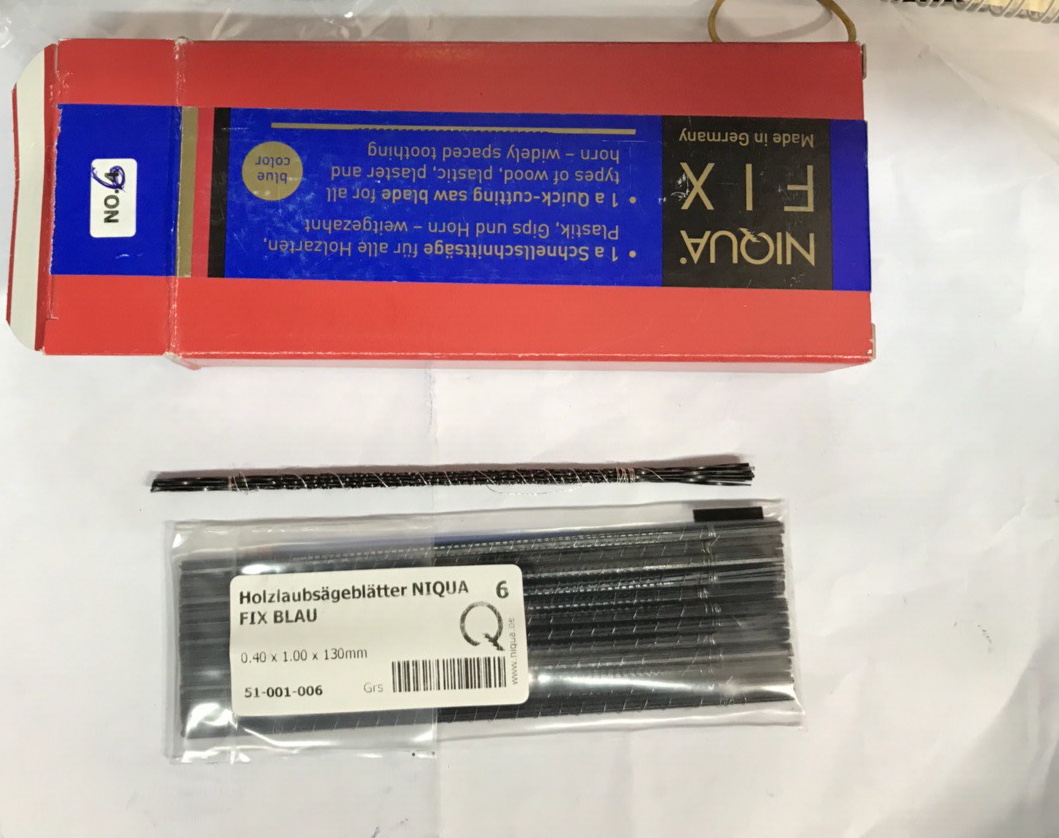 NIQUA®
FIX
Made in Germany
• 1 a Schnellschnittsäge für alle Holzarten,
Plastik, Gips und Horn – weitgezahnt
• 1 a Quick-cutting saw blade for all
types of wood, plastic, plaster and
horn – widely spaced toothing
blue
color
NO. 6
Holzlaubsägeblätter NIQUA 6
FIX BLAU
0.40 x 1.00 x 130mm
51-001-006 Grs
www.niqua.de